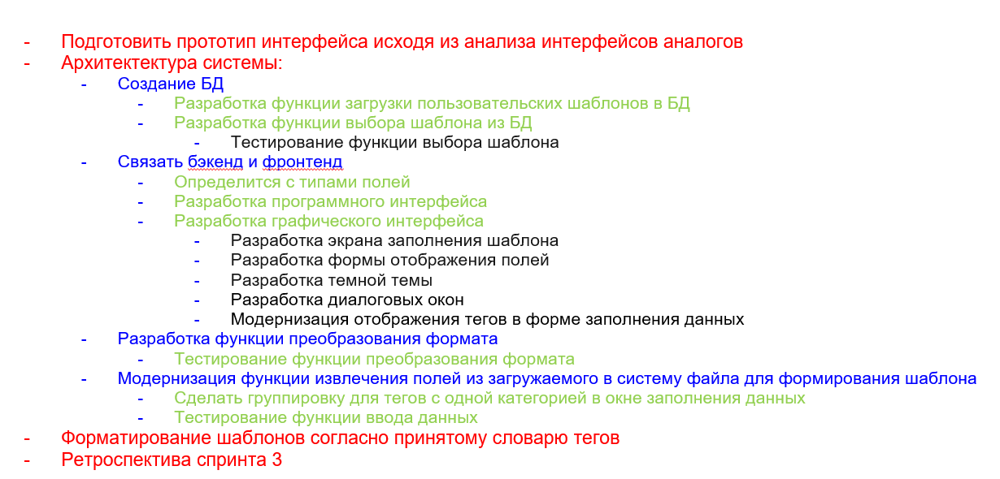 - Подготовить прототип интерфейса исходя из анализа интерфейсов аналогов
- Архитектектура системы:
- Создание БД
- Разработка функции загрузки пользовательских шаблонов в БД
- Разработка функции выбора шаблона из БД
- Тестирование функции выбора шаблона
- Связать бэкенд и фронтенд
- Определится с типами полей
- Разработка программного интерфейса
- Разработка графического интерфейса
- Разработка экрана заполнения шаблона
- Разработка формы отображения полей
- Разработка темной темы
- Разработка диалоговых окон
- Модернизация отображения тегов в форме заполнения данных
- Разработка функции преобразования формата
- Тестирование функции преобразования формата
- Модернизация функции извлечения полей из загружаемого в систему файла для формирования шаблона
- Сделать группировку для тегов с одной категорией в окне заполнения данных
- Тестирование функции ввода данных
- Форматирование шаблонов согласно принятому словарю тегов
- Ретроспектива спринта 3